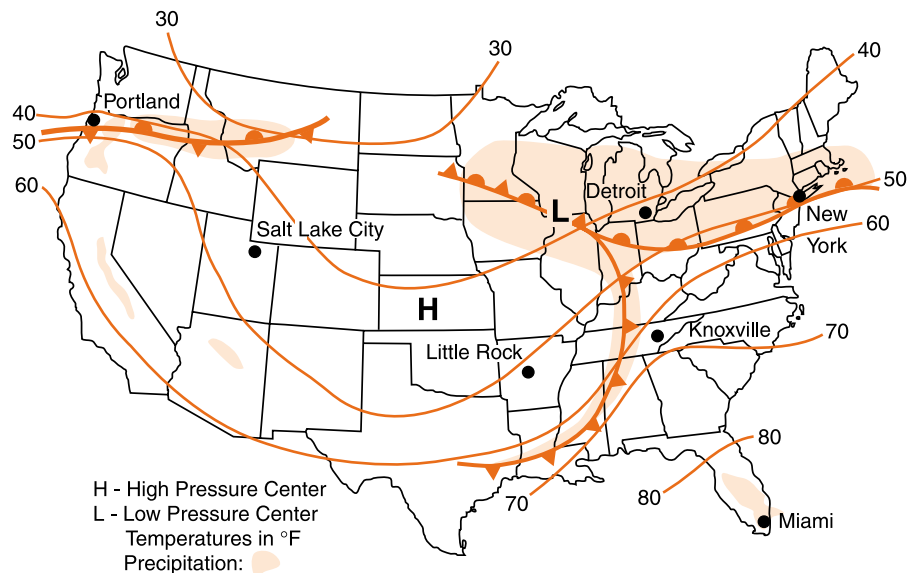 30
30
40
40
Portland
50
60
Detroit
50
L
New
York
60
Salt Lake City
H
Knoxville
70
Little Rock
80
80
70
Miami
H - High Pressure Center
L - Low Pressure Center
Temperatures in °F
Precipitation: